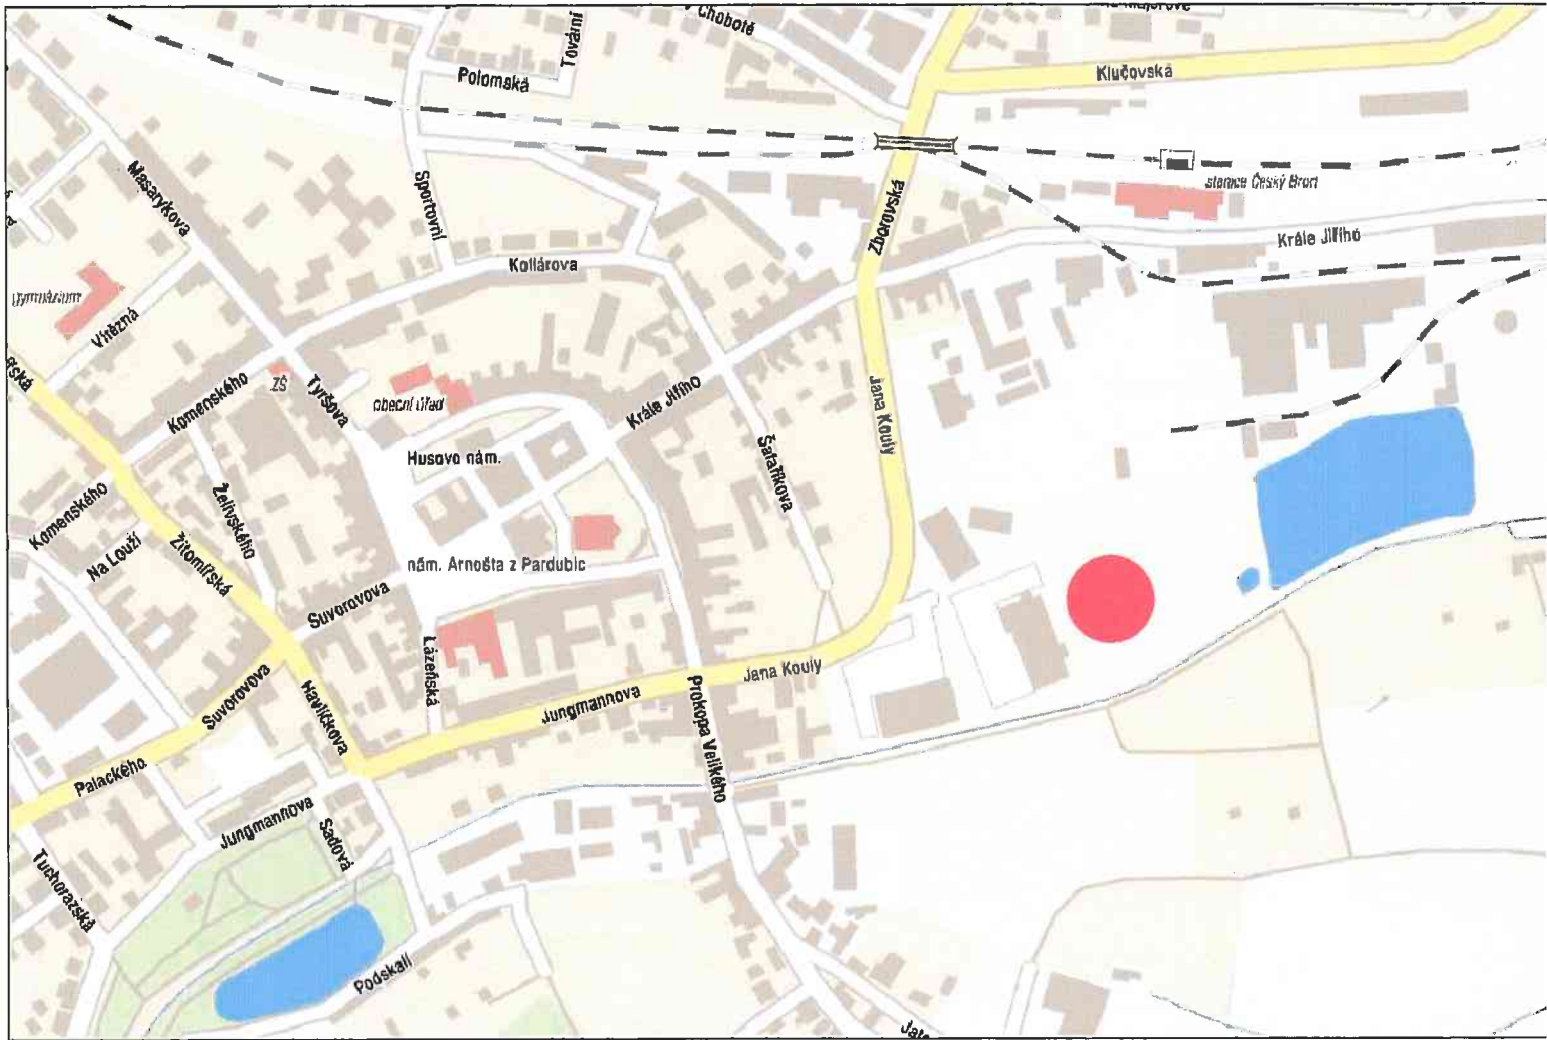 Chobotě
Tovární
Polomská
Klučovská
Masarykova
Sportovní
Zborovská
stanice Český Brod
Krále Jiřího
Kollárova
gymnázium
Vítězná
Komenského
ZŠ
Tyršova
obecní úřad
Krále Jiřího
Jana Kouly
Husovo nám.
Šafaříkova
Komenského
Želivského
Na Louži
Žitomířská
nám. Arnošta z Pardubic
Suvorovova
Lázeňská
Suvorovova
Havlíčkova
Jana Kouly
Jungmannova
Prokopa Velikého
Palackého
Jungmannova
Sadová
Tuchorazská
Podskalí